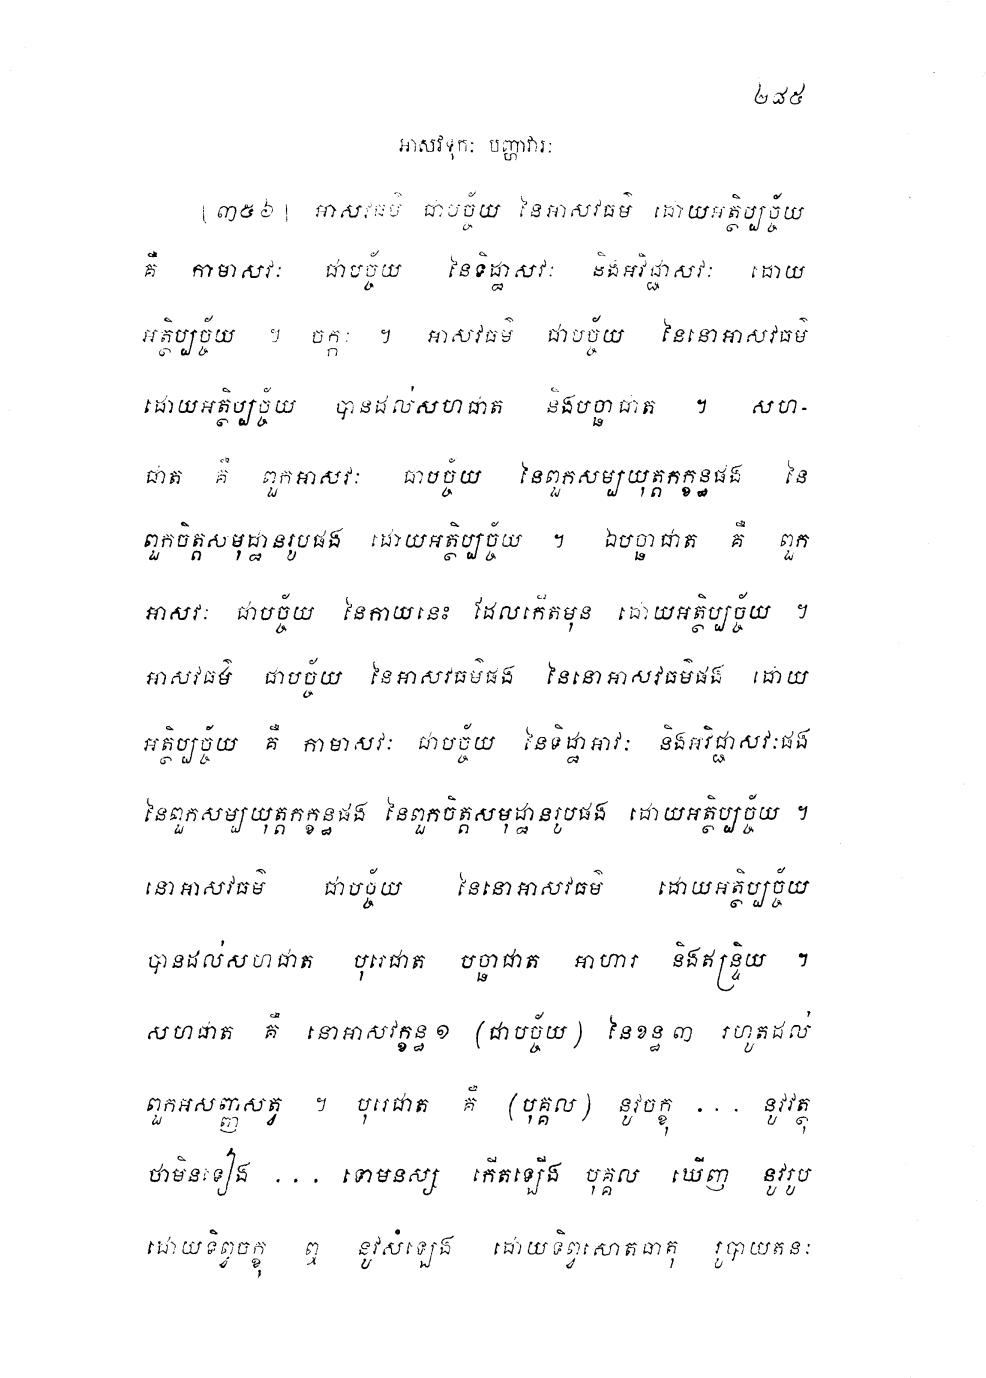 ២៨៥
អាសវទុកៈ បញ្ហាវារៈ
[៣៥៦] អាសវធម៌ ជាបច្ច័យ នៃអាសវធម៌ ដោយអត្ថិប្បច្ច័យ
គឺ កាមាសវៈ ជាបច្ច័យ នៃទិដ្ឋាសវៈ និងអវិជ្ជាសវៈ ដោយ
អត្ថិប្បច្ច័យ ។ ចក្កៈ ។ អាសវធម៌ ជាបច្ច័យ នៃនោអាសវធម៌
ដោយអត្ថិប្បច្ច័យ បានដល់សហជាត និងបច្ឆាជាត ។ សហ-
ជាត គឺ ពួកអាសវៈ ជាបច្ច័យ នៃពួកសម្បយុត្តកក្ខន្ធផង នៃ
ពួកចិត្តសមុដ្ឋានរូបផង ដោយអត្ថិប្បច្ច័យ ។ ឯបច្ឆាជាត គឺ ពួក
អាសវៈ ជាបច្ច័យ នៃកាយនេះ ដែលកើតមុន ដោយអត្ថិប្បច្ច័យ ។
អាសវធម៌ ជាបច្ច័យ នៃអាសវធម៌ផង នៃនោអាសវធម៌ផង ដោយ
អត្ថិប្បច្ច័យ គឺ កាមាសវៈ ជាបច្ច័យ នៃទិដ្ឋាអាវៈ និងអវិជ្ជាសវៈផង
នៃពួកសម្បយុត្តកក្ខន្ធផង នៃពួកចិត្តសមុដ្ឋានរូបផង ដោយអត្ថិប្បច្ច័យ ។
នោអាសវធម៌ ជាបច្ច័យ នៃនោអាសវធម៌ ដោយអត្ថិប្បច្ច័យ
បានដល់សហជាត បុរេជាត បច្ឆាជាត អាហារ និងឥន្ទ្រិយ ។
សហជាត គឺ នោអាសវក្ខន្ធ ១ (ជាបច្ច័យ) នៃខន្ធ ៣ រហូតដល់
ពួកអសញ្ញសត្វ ។ បុរេជាត គឺ (បុគ្គល) នូវចក្ខុ ... នូវវត្ថុ
ថាមិនទៀង ... ទោមនស្ស កើតឡើង បុគ្គល ឃើញ នូវរូប
ដោយទិព្វចក្ខុ ឮ នូវសំឡេង ដោយទិព្វសោតធាតុ រូបាយតនៈ